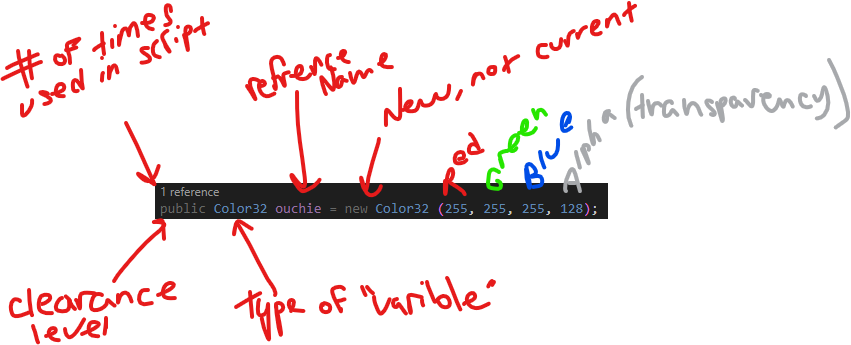 # of times
used in script
refrence
Name
New, not current
Red
Green
Blue
Alpha (transparency)
1 reference
public Color32 ouchie = new Color32 (255, 255, 255, 128);
clearance
level
type of "varible"